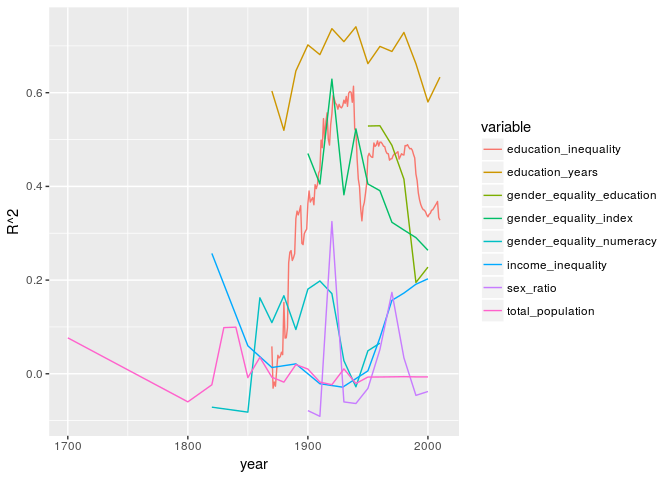 R^2
0.6
0.4
0.2
0.0
1700
1800
1900
2000
year
variable
education_inequality
education_years
gender_equality_education
gender_equality_index
gender_equality_numeracy
income_inequality
sex_ratio
total_population